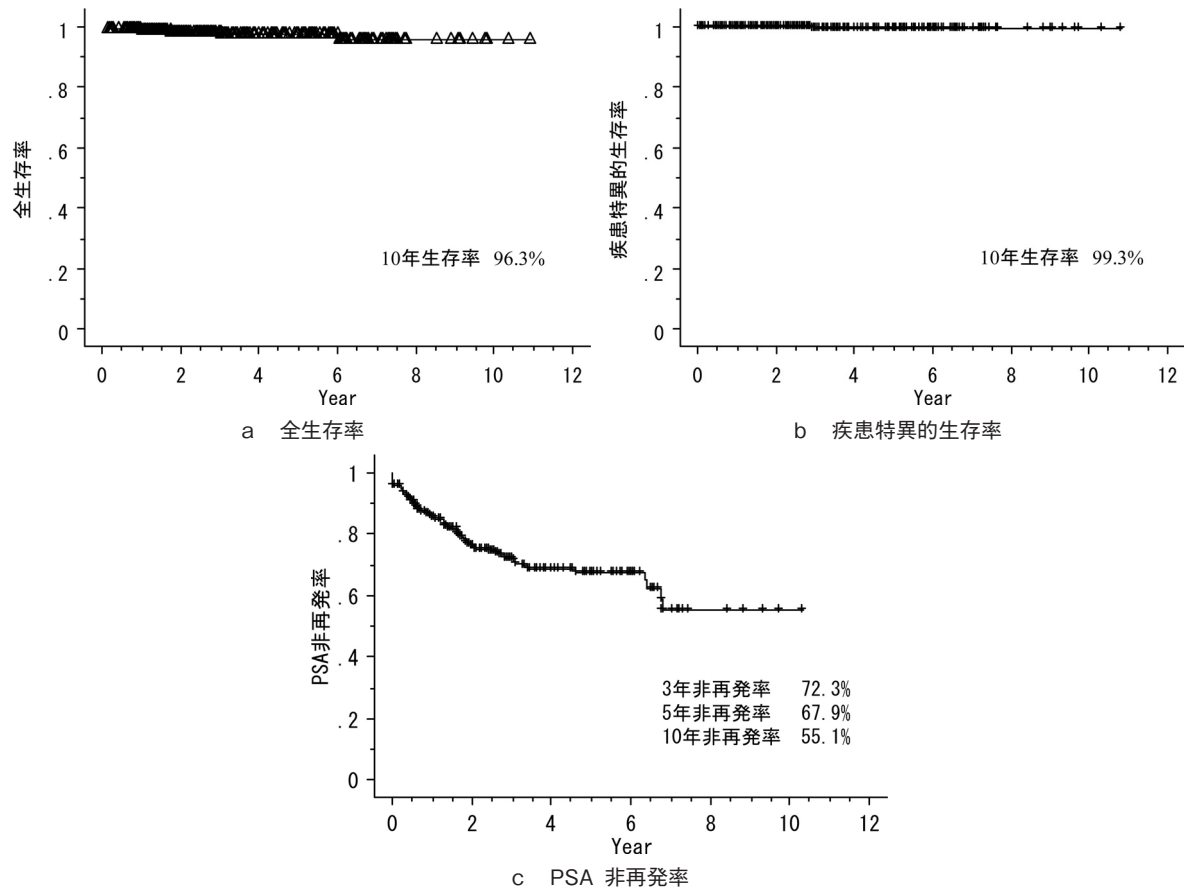 1
.8
.6
.4
.2
0
全生存率
10年生存率 96.3%
0 2 4 6 8 10 12
Year
a 全生存率
1
.8
.6
.4
.2
0
疾患特異的生存率
10年生存率 99.3%
0 2 4 6 8 10 12
Year
b 疾患特異的生存率
1
.8
.6
.4
.2
0
PSA非再発率
3年非再発率 72.3%
5年非再発率 67.9%
10年非再発率 55.1%
0 2 4 6 8 10 12
Year
c PSA 非再発率